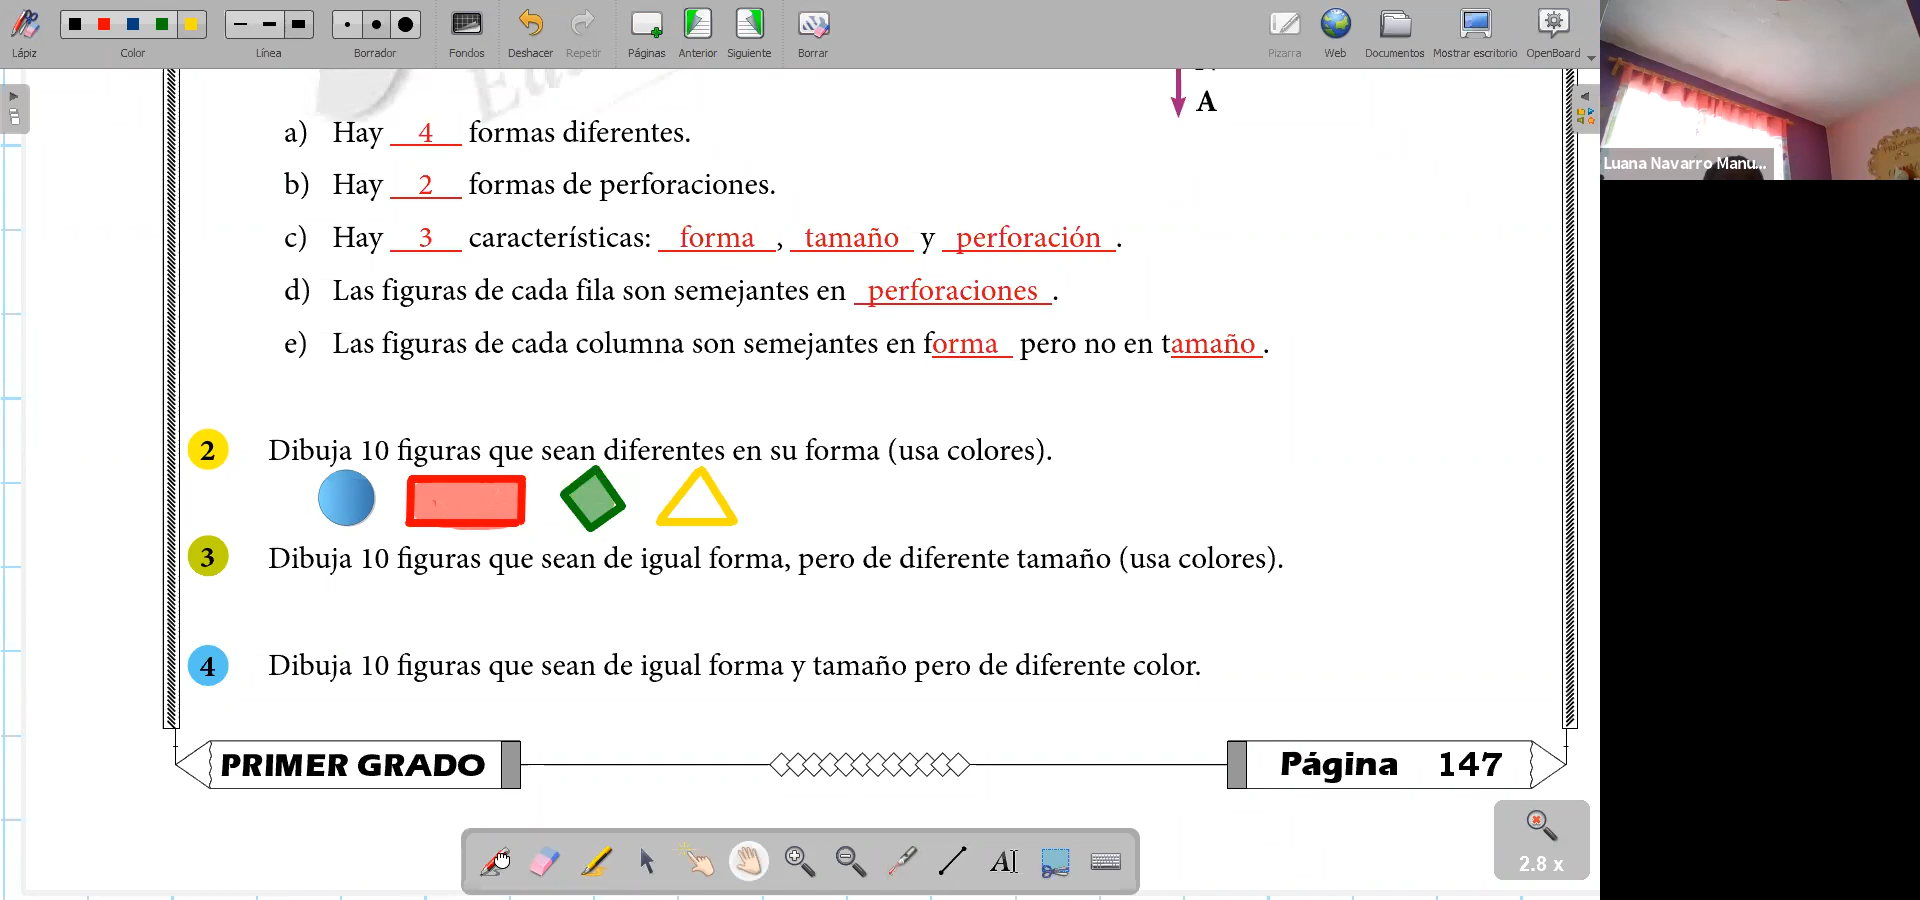 Lápiz
Color
Línea
Borrador
Fondos
Deshacer
Repetir
Páginas
Anterior
Siguiente
Borrar
Pizarra
Web
Documentos
Mostrar escritorio
OpenBoard
Luana Navarro Manu...
A
a) Hay 4 formas diferentes.
b) Hay 2 formas de perforaciones.
c) Hay 3 características: forma, tamaño y perforación.
d) Las figuras de cada fila son semejantes en perforaciones.
e) Las figuras de cada columna son semejantes en forma pero no en tamaño.
2 Dibuja 10 figuras que sean diferentes en su forma (usa colores).
3 Dibuja 10 figuras que sean de igual forma, pero de diferente tamaño (usa colores).
4 Dibuja 10 figuras que sean de igual forma y tamaño pero de diferente color.
PRIMER GRADO
Página 147
AI
2.8 x